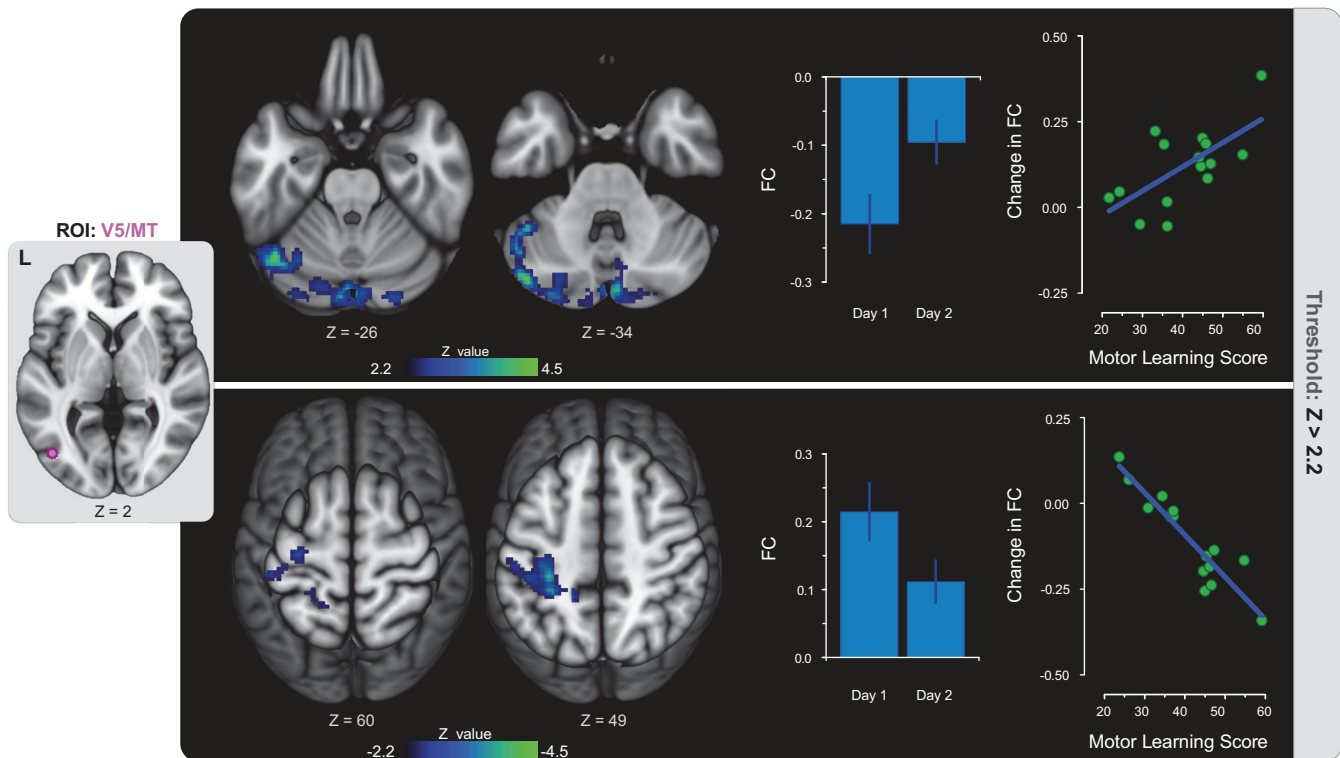 ROI: V5/MT
L
Z = 2
Z = -26
Z = -34
Z value
2.2
4.5
FC
0.0
-0.1
-0.2
-0.3
Day 1
Day 2
Change in FC
0.50
0.25
0.00
-0.25
20 30 40 50 60
Motor Learning Score
Z = 60
Z = 49
Z value
-2.2
-4.5
FC
0.3
0.2
0.1
0.0
Day 1
Day 2
Change in FC
0.25
0.00
-0.25
-0.50
20 30 40 50 60
Motor Learning Score
Threshold: Z > 2.2